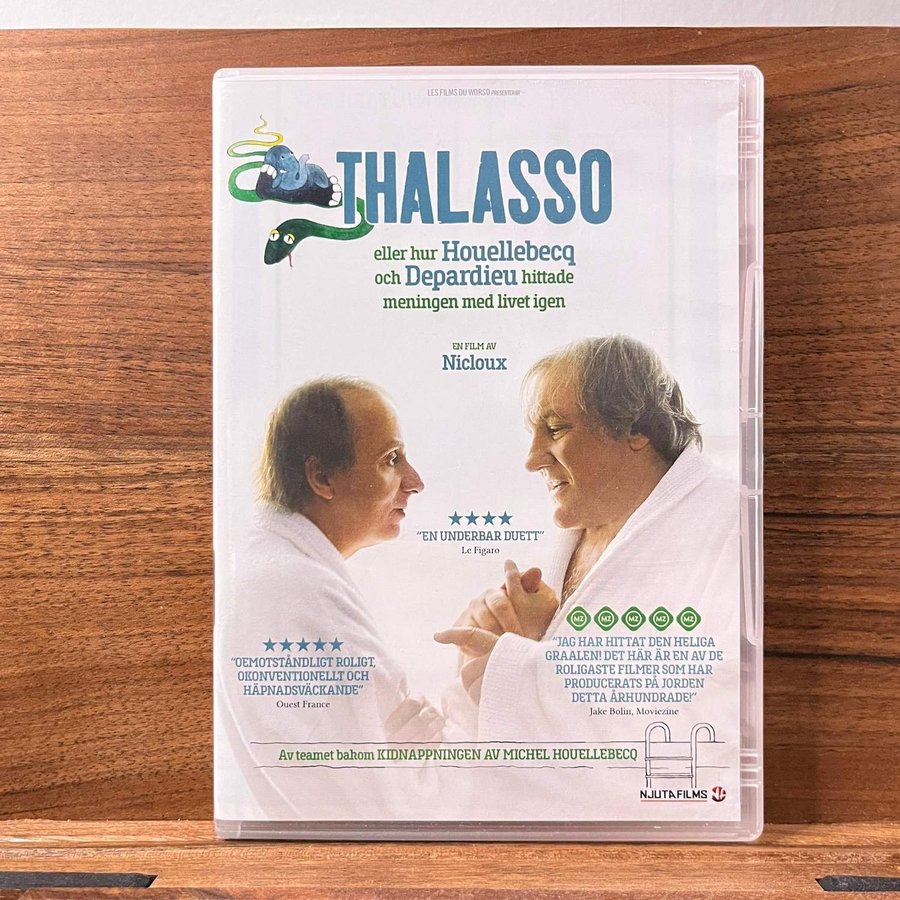 LES FILMS DU WORSO PRESENTERAR
THALASSO
eller hur Houellebecq
och Depardieu hittade
meningen med livet igen
EN FILM AV
Nicloux
"EN UNDERBAR DUETT"
Le Figaro
"OEMOTSTÅNDLIGT ROLIGT,
OKONVENTIONELLT OCH
HÄPNADSVÄCKANDE"
Ouest France
MZ MZ MZ MZ MZ
"JAG HAR HITTAT DEN HELIGA
GRAALEN! DET HÄR ÄR EN AV DE
ROLIGASTE FILMER SOM HAR
PRODUCERATS PÅ JORDEN
DETTA ÅRHUNDRADE!"
Jake Bolin, Moviezine
Av teamet bakom KIDNAPPNINGEN AV MICHEL HOUELLEBECQ
NJUTAFILMS